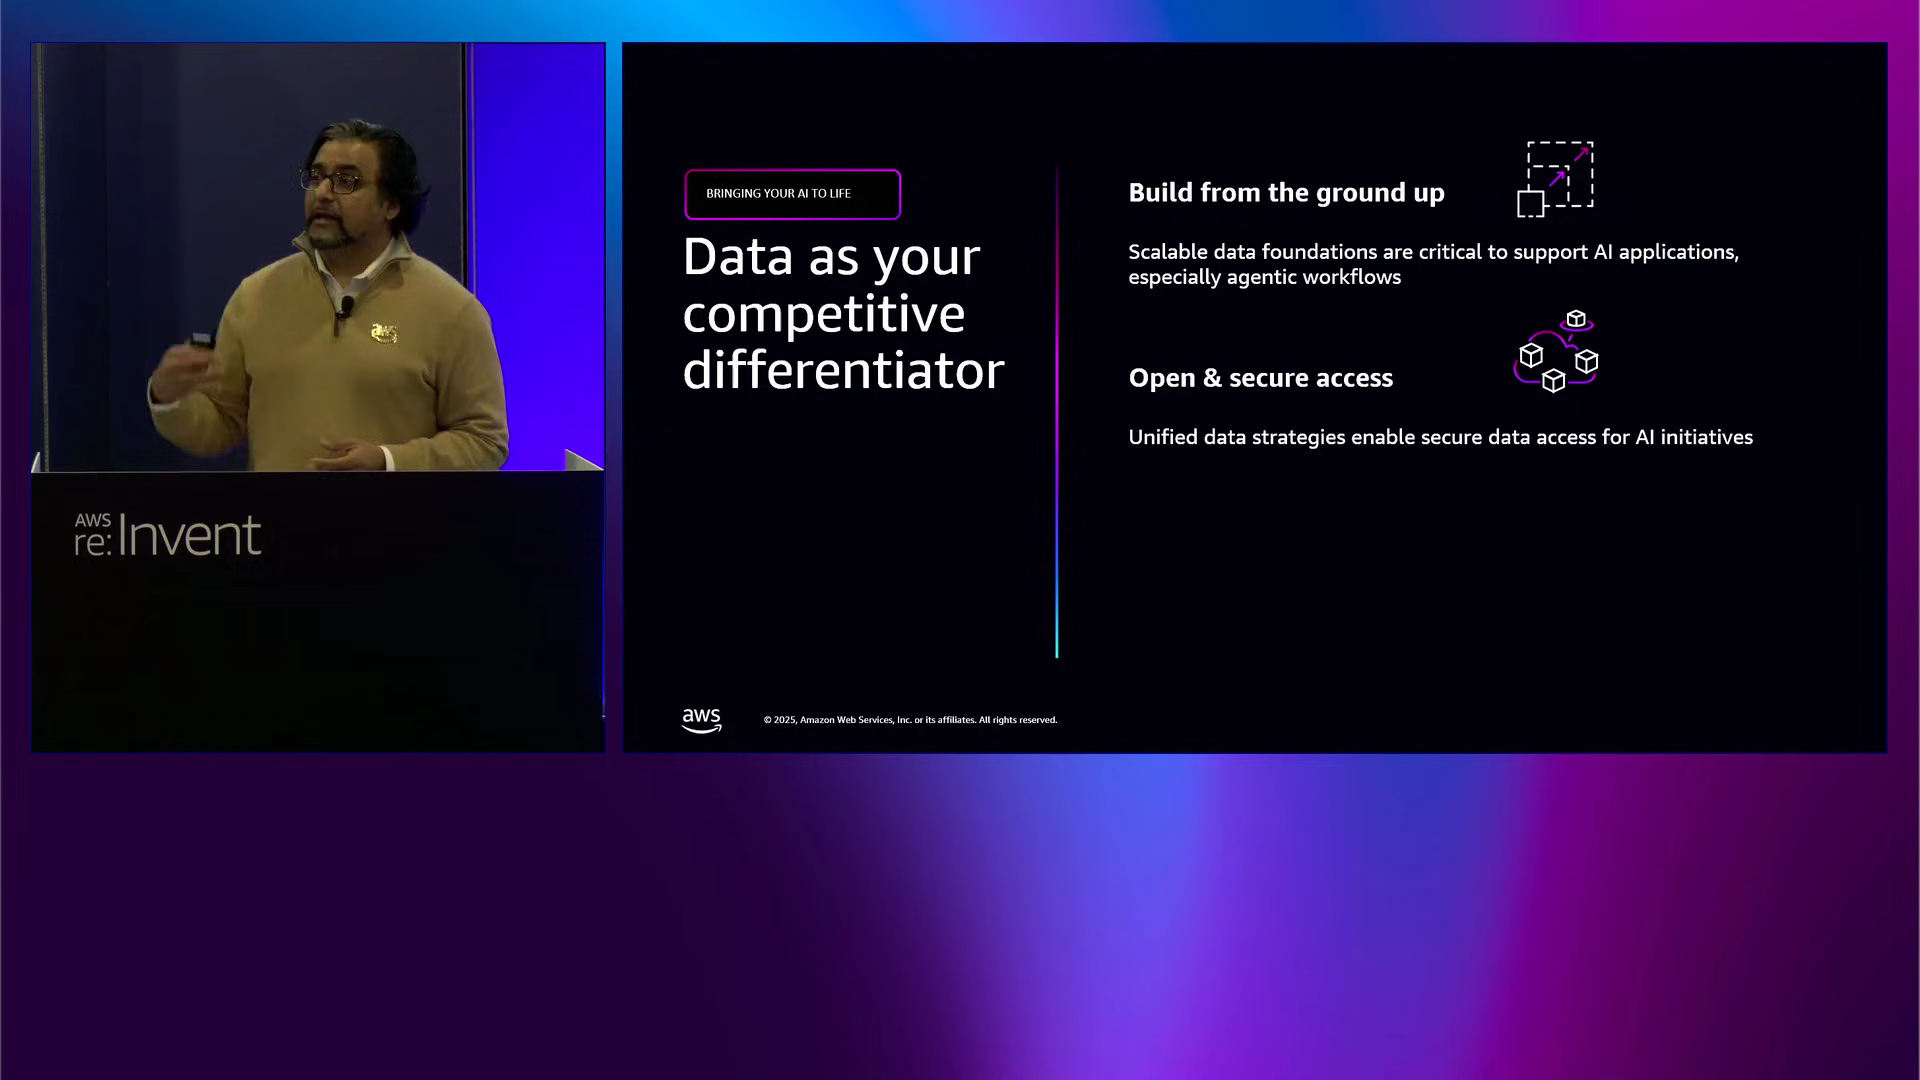 aws
AWS
re:Invent
BRINGING YOUR AI TO LIFE
Data as your
competitive
differentiator
Build from the ground up
Scalable data foundations are critical to support AI applications,
especially agentic workflows
Open & secure access
Unified data strategies enable secure data access for AI initiatives
aws
© 2025, Amazon Web Services, Inc. or its affiliates. All rights reserved.